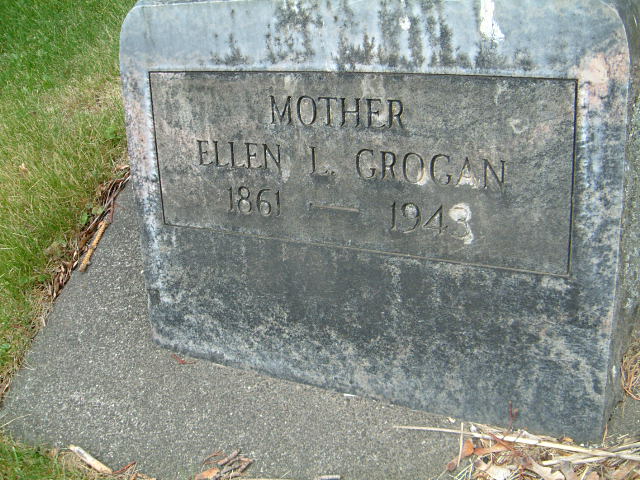 MOTHER
ELLEN L. GROGAN
1861 — 1943